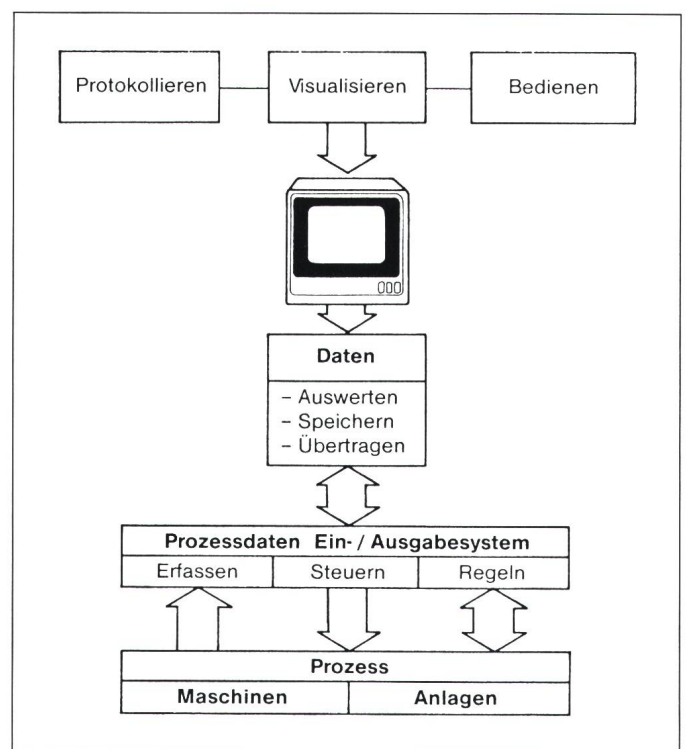 Protokollieren
Visualisieren
Bedienen
Daten
– Auswerten
– Speichern
– Übertragen
Prozessdaten Ein- / Ausgabesystem
Erfassen
Steuern
Regeln
Prozess
Maschinen
Anlagen